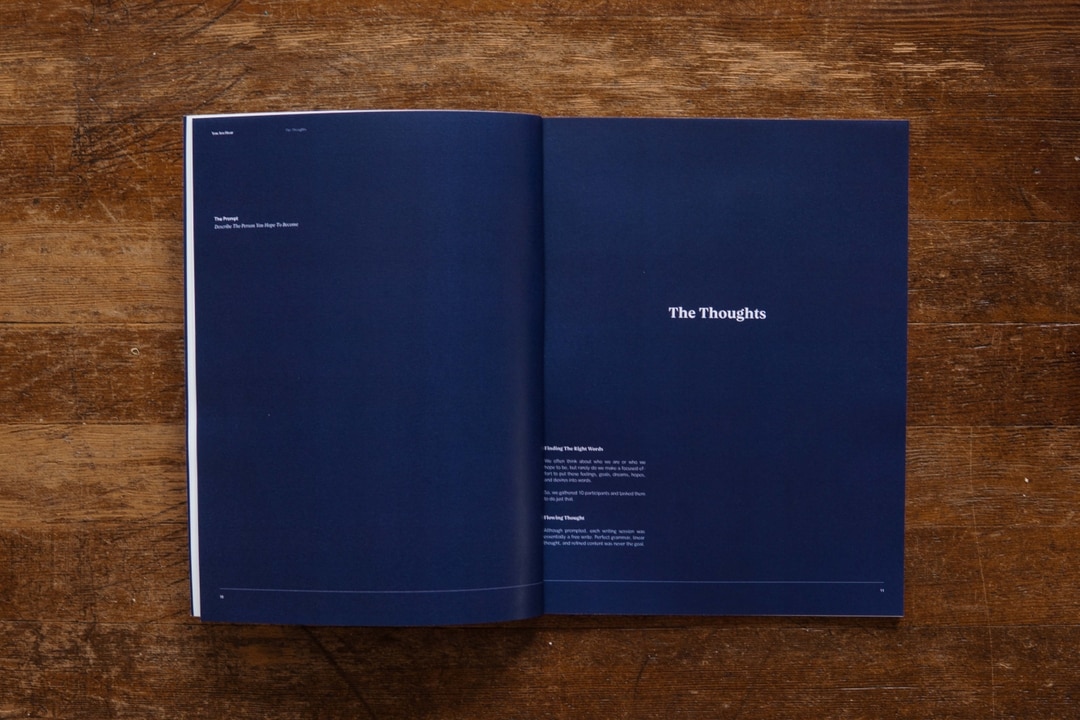 You Are Here
The Thoughts
The Prompt
Describe The Person You Hope To Become
The Thoughts
Finding The Right Words
We often think about who we are or who we
hope to be, but rarely do we make a focused ef-
fort to put these feelings, goals, dreams, hopes,
and desires into words.
So, we gathered 10 participants and tasked them
to do just that.
Flowing Thought
Although prompted, each writing session was
essentially a free write. Perfect grammar, linear
thought, and refined content was never the goal.